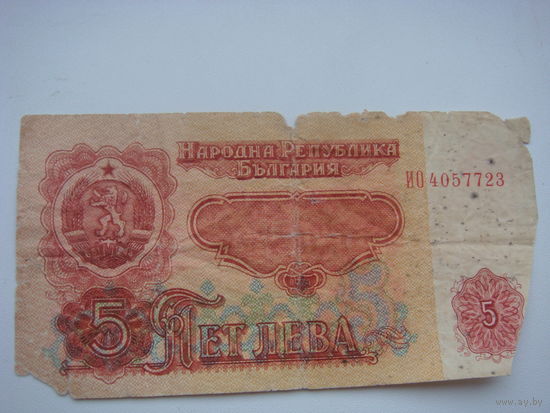 НАРОДНА РЕПУБЛИКА
БЪЛГАРИЯ
ИО 4057723
5 ПЕТ ЛЕВА
5
www.ay.by